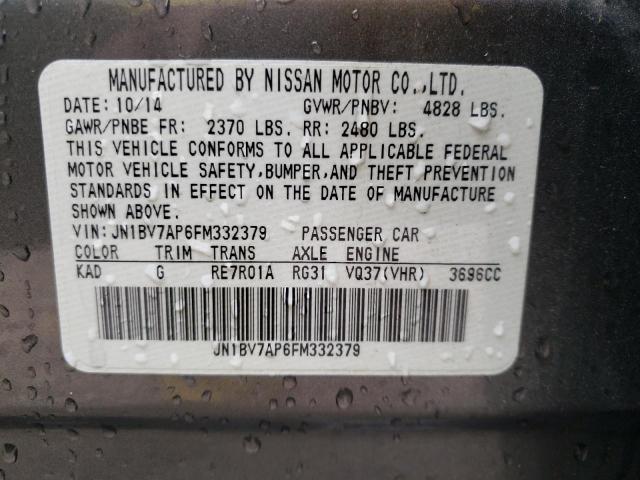 MANUFACTURED BY NISSAN MOTOR CO.,LTD.
DATE: 10/14 GVWR/PNBV: 4828 LBS.
GAWR/PNBE FR: 2370 LBS. RR: 2480 LBS.
THIS VEHICLE CONFORMS TO ALL APPLICABLE FEDERAL
MOTOR VEHICLE SAFETY,BUMPER,AND THEFT PREVENTION
STANDARDS IN EFFECT ON THE DATE OF MANUFACTURE
SHOWN ABOVE.
VIN: JN1BV7AP6FM332379 PASSENGER CAR
COLOR TRIM TRANS AXLE ENGINE
KAD G RE7R01A RG31 VQ37(VHR) 3696CC
JN1BV7AP6FM332379